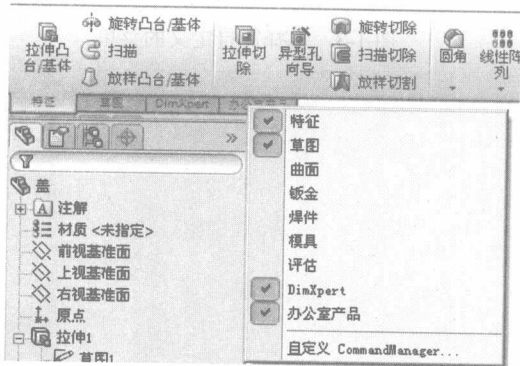 旋转凸台/基体
拉伸凸台/基体
扫描
放样凸台/基体
拉伸切除
异型孔向导
旋转切除
扫描切除
放样切割
圆角
线性阵列
特征
草图
DimXpert
办公室产品
盖
注解
材质 <未指定>
前视基准面
上视基准面
右视基准面
原点
拉伸1
草图1
特征
草图
曲面
钣金
焊件
模具
评估
DimXpert
办公室产品
自定义 CommandManager...